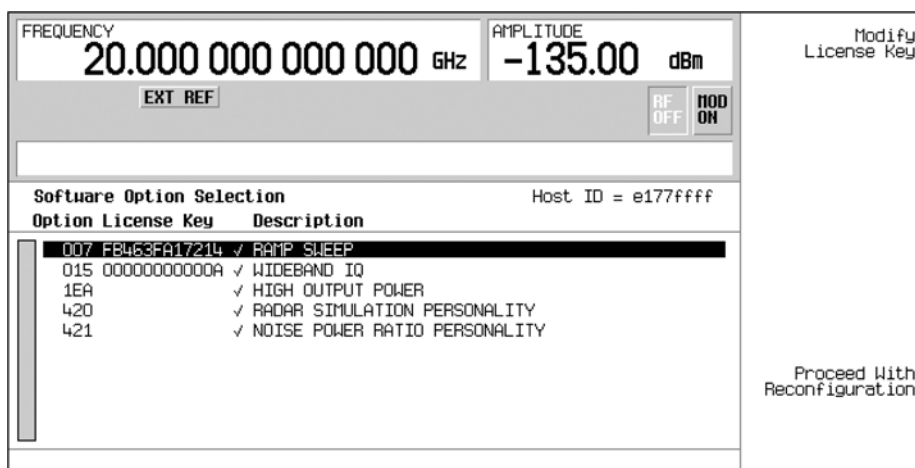 FREQUENCY
20.000 000 000 000 GHz
AMPLITUDE
-135.00 dBm
EXT REF
RF OFF
MOD ON
Modify
License Key
Software Option Selection Host ID = e177ffff
Option License Key Description
007 FB463FA17214 ✓ RAMP SWEEP
015 00000000000A ✓ WIDEBAND IQ
1EA ✓ HIGH OUTPUT POWER
420 ✓ RADAR SIMULATION PERSONALITY
421 ✓ NOISE POWER RATIO PERSONALITY
Proceed With
Reconfiguration